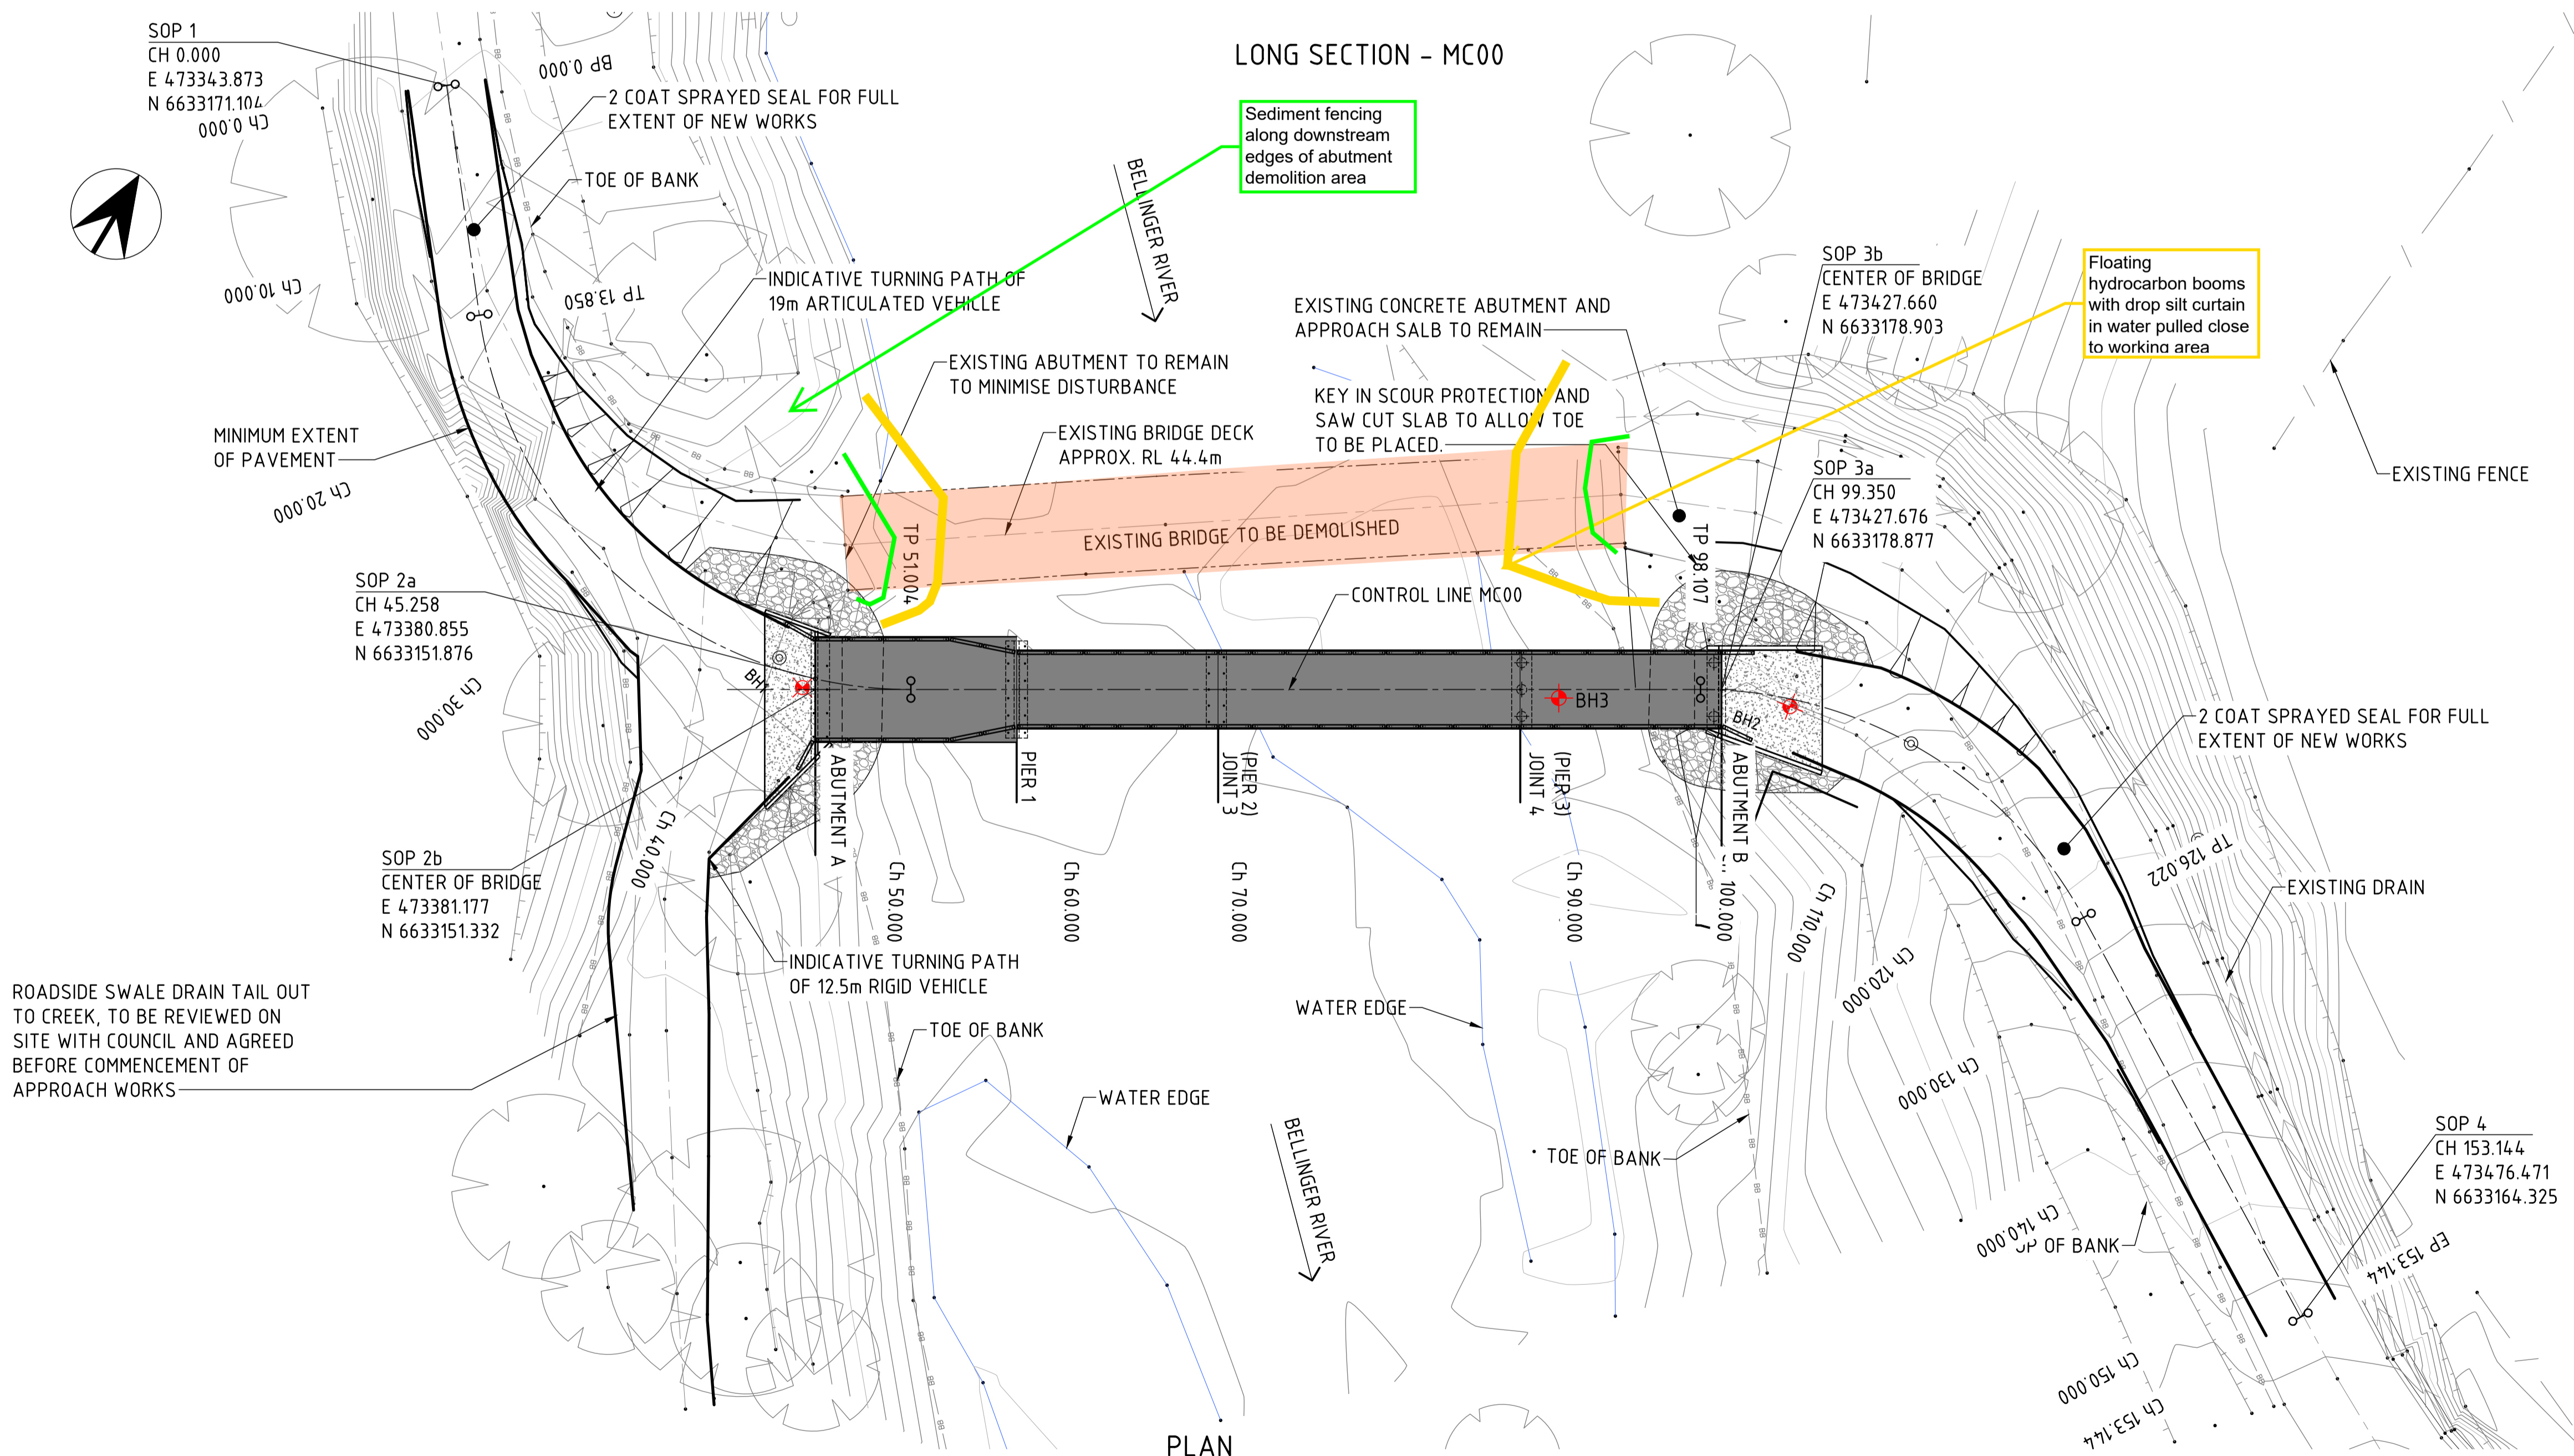 LONG SECTION - MC00
SOP 1
CH 0.000
E 473343.873
N 6633171.104
Ch 0.000
BP 0.000
2 COAT SPRAYED SEAL FOR FULL
EXTENT OF NEW WORKS
TOE OF BANK
Sediment fencing
along downstream
edges of abutment
demolition area
BELLINGER RIVER
Ch 10.000
TP 13.850
INDICATIVE TURNING PATH OF
19m ARTICULATED VEHICLE
EXISTING CONCRETE ABUTMENT AND
APPROACH SALB TO REMAIN
SOP 3b
CENTER OF BRIDGE
E 473427.660
N 6633178.903
Floating
hydrocarbon booms
with drop silt curtain
in water pulled close
to working area
EXISTING ABUTMENT TO REMAIN
TO MINIMISE DISTURBANCE
KEY IN SCOUR PROTECTION AND
SAW CUT SLAB TO ALLOW TOE
TO BE PLACED.
MINIMUM EXTENT
OF PAVEMENT
EXISTING BRIDGE DECK
APPROX. RL 44.4m
SOP 3a
CH 99.350
E 473427.676
N 6633178.877
EXISTING FENCE
Ch 20.000
TP 51.004
EXISTING BRIDGE TO BE DEMOLISHED
TP 98.107
SOP 2a
CH 45.258
E 473380.855
N 6633151.876
CONTROL LINE MC00
Ch 30.000
BH1
BH3
BH2
2 COAT SPRAYED SEAL FOR FULL
EXTENT OF NEW WORKS
ABUTMENT A
PIER 1
JOINT 3
(PIER 2)
JOINT 4
(PIER 3)
ABUTMENT B
SOP 2b
CENTER OF BRIDGE
E 473381.177
N 6633151.332
Ch 40.000
Ch 50.000
Ch 60.000
Ch 70.000
Ch 90.000
100.000
Ch 110.000
TP 126.022
EXISTING DRAIN
INDICATIVE TURNING PATH
OF 12.5m RIGID VEHICLE
Ch 120.000
ROADSIDE SWALE DRAIN TAIL OUT
TO CREEK, TO BE REVIEWED ON
SITE WITH COUNCIL AND AGREED
BEFORE COMMENCEMENT OF
APPROACH WORKS
TOE OF BANK
WATER EDGE
WATER EDGE
Ch 130.000
BELLINGER RIVER
TOE OF BANK
SOP 4
CH 153.144
E 473476.471
N 6633164.325
Ch 140.000
OF BANK
EP 153.144
Ch 150.000
Ch 153.144
PLAN